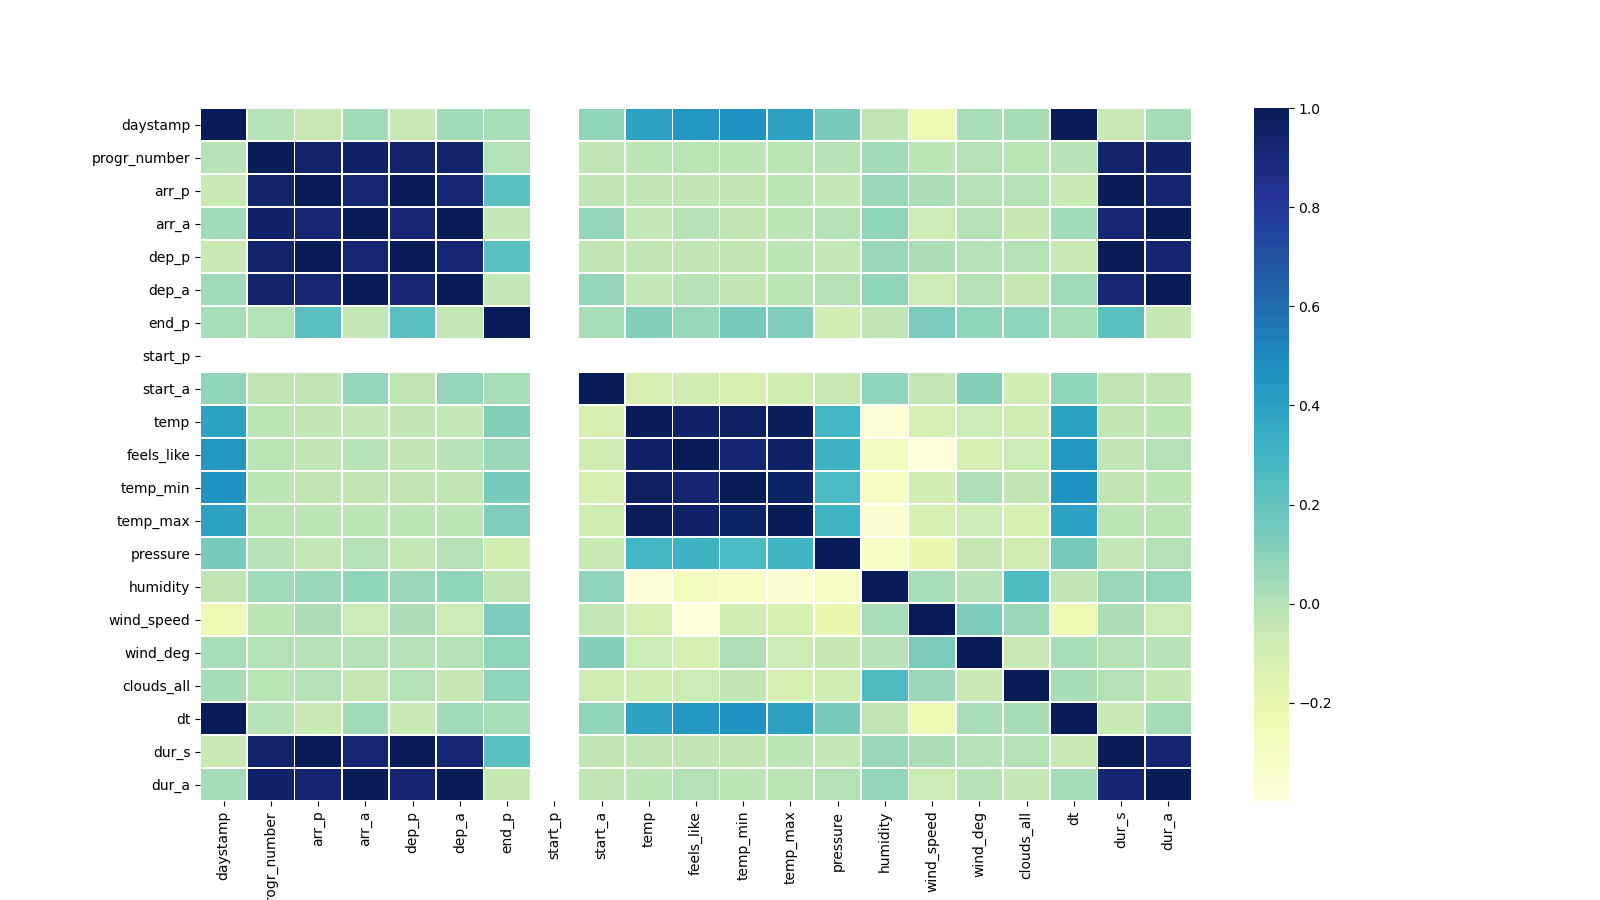 daystamp
progr_number
arr_p
arr_a
dep_p
dep_a
end_p
start_p
start_a
temp
feels_like
temp_min
temp_max
pressure
humidity
wind_speed
wind_deg
clouds_all
dt
dur_s
dur_a
daystamp
rogr_number
arr_p
arr_a
dep_p
dep_a
end_p
start_p
start_a
temp
feels_like
temp_min
temp_max
pressure
humidity
wind_speed
wind_deg
clouds_all
dt
dur_s
dur_a
1.0
0.8
0.6
0.4
0.2
0.0
−0.2